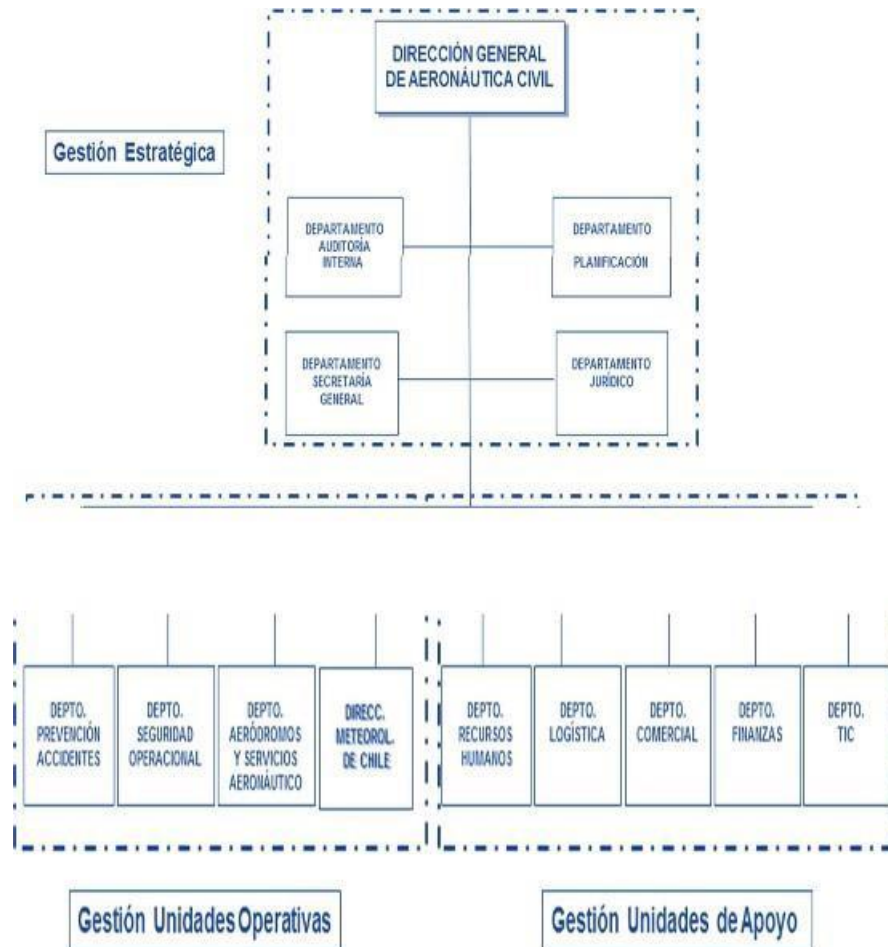 DIRECCIÓN GENERAL
DE AERONÁUTICA CIVIL
Gestión Estratégica
DEPARTAMENTO
AUDITORÍA
INTERNA
DEPARTAMENTO
PLANIFICACIÓN
DEPARTAMENTO
SECRETARÍA
GENERAL
DEPARTAMENTO
JURÍDICO
DEPTO.
PREVENCIÓN
ACCIDENTES
DEPTO.
SEGURIDAD
OPERACIONAL
DEPTO.
AERÓDROMOS
Y SERVICIOS
AERONÁUTICO
DIRECC.
METEOROL.
DE CHILE
DEPTO.
RECURSOS
HUMANOS
DEPTO.
LOGÍSTICA
DEPTO.
COMERCIAL
DEPTO.
FINANZAS
DEPTO.
TIC
Gestión Unidades Operativas
Gestión Unidades de Apoyo